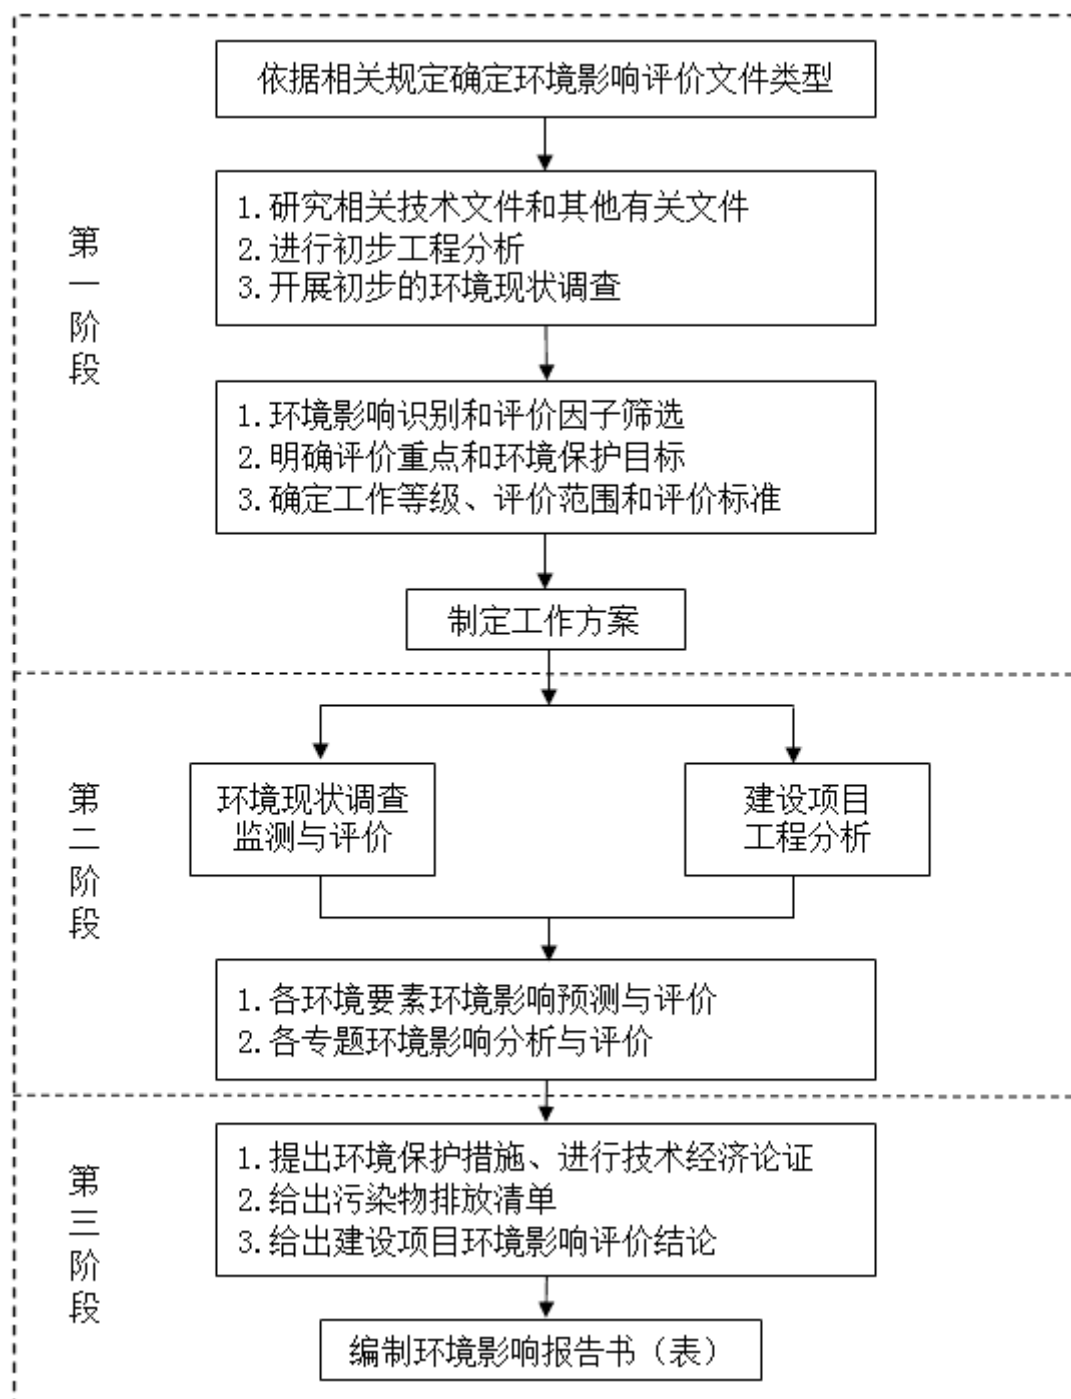 依据相关规定确定环境影响评价文件类型
第一阶段
1.研究相关技术文件和其他有关文件
2.进行初步工程分析
3.开展初步的环境现状调查
1.环境影响识别和评价因子筛选
2.明确评价重点和环境保护目标
3.确定工作等级、评价范围和评价标准
制定工作方案
第二阶段
环境现状调查
监测与评价
建设项目
工程分析
1.各环境要素环境影响预测与评价
2.各专题环境影响分析与评价
第三阶段
1.提出环境保护措施、进行技术经济论证
2.给出污染物排放清单
3.给出建设项目环境影响评价结论
编制环境影响报告书（表）